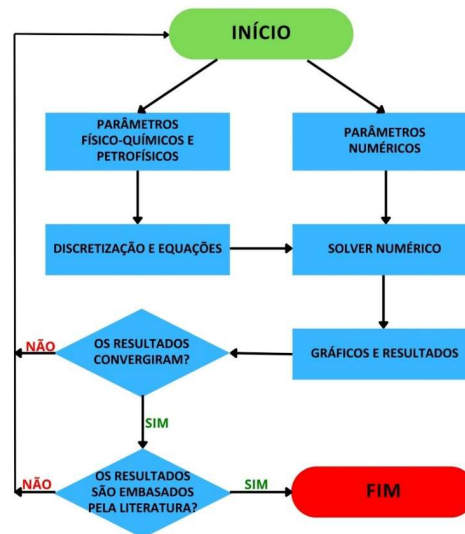 INÍCIO
PARÂMETROS
FÍSICO-QUÍMICOS E
PETROFÍSICOS
PARÂMETROS
NUMÉRICOS
DISCRETIZAÇÃO E EQUAÇÕES
SOLVER NUMÉRICO
GRÁFICOS E RESULTADOS
OS RESULTADOS
CONVERGIRAM?
NÃO
SIM
OS RESULTADOS
SÃO EMBASADOS
PELA LITERATURA?
NÃO
SIM
FIM